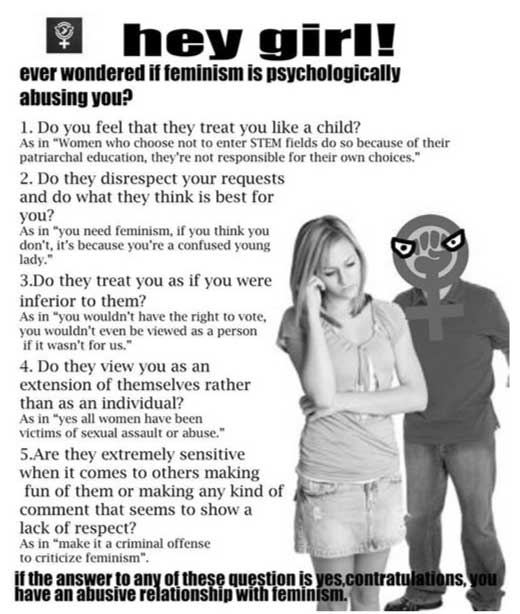 hey girl!
ever wondered if feminism is psychologically
abusing you?
1. Do you feel that they treat you like a child?
As in “Women who choose not to enter STEM fields do so because of their
patriarchal education, they're not responsible for their own choices.”
2. Do they disrespect your requests
and do what they think is best for
you?
As in “you need feminism, if you think you
don't, it's because you're a confused young
lady.”
3.Do they treat you as if you were
inferior to them?
As in “you wouldn't have the right to vote,
you wouldn't even be viewed as a person
if it wasn't for us.”
4. Do they view you as an
extension of themselves rather
than as an individual?
As in “yes all women have been
victims of sexual assault or abuse.”
5.Are they extremely sensitive
when it comes to others making
fun of them or making any kind of
comment that seems to show a
lack of respect?
As in “make it a criminal offense
to criticize feminism”.
if the answer to any of these question is yes,contratulations, you
have an abusive relationship with feminism.